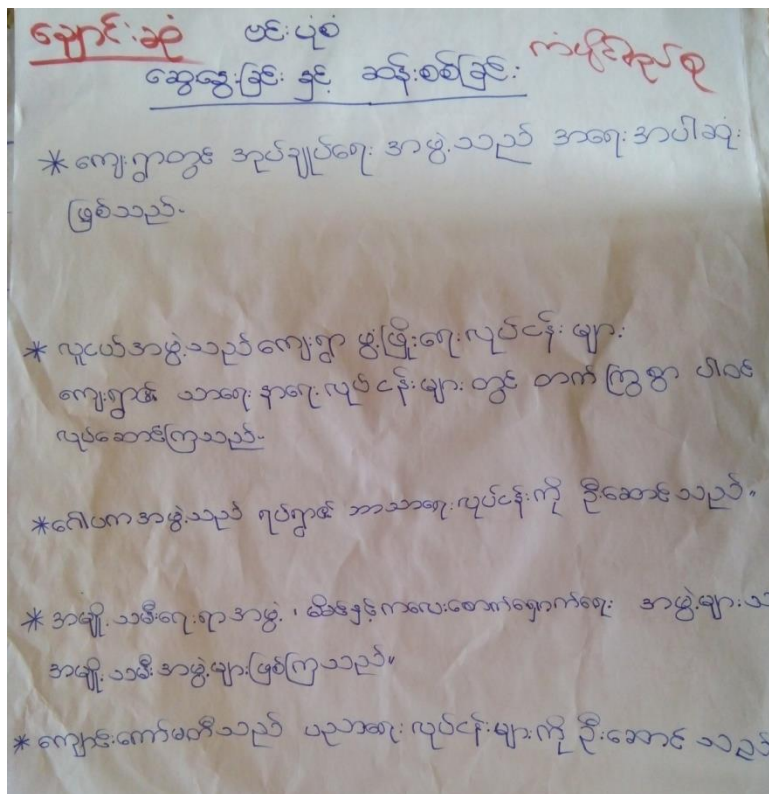 ချောင်းဆုံ ဗင်းပုံစံ ကံပိုင်ဆည်စု
ဆွေးနွေးခြင်း နှင့် ဆန်းစစ်ခြင်း
* ကျေးရွာတွင် အုပ်ချုပ်ရေး အဖွဲ့သည် အရေးအပါဆုံး
ဖြစ်သည်။
* လူငယ်အဖွဲ့သည် ကျေးရွာ ဖွံ့ဖြိုးရေးလုပ်ငန်းများ
ကျေးရွာ၏ သာရေး နာရေးလုပ်ငန်းများတွင် တက်ကြွစွာ ပါဝင်
လုပ်ဆောင်ကြသည်။
* ဂေါပကအဖွဲ့သည် ရပ်ရွာ၏ ဘာသာရေးလုပ်ငန်းကို ဦးဆောင်သည်။
* အမျိုးသမီးရေးရာအဖွဲ့၊ မိခင်နှင့်ကလေးစောင့်ရှောက်ရေး အဖွဲ့များသ
အမျိုးသမီးအဖွဲ့များဖြစ်ကြသည်။
* ကျောင်းကော်မတီသည် ပညာရေးလုပ်ငန်းများကို ဦးဆောင် သည်